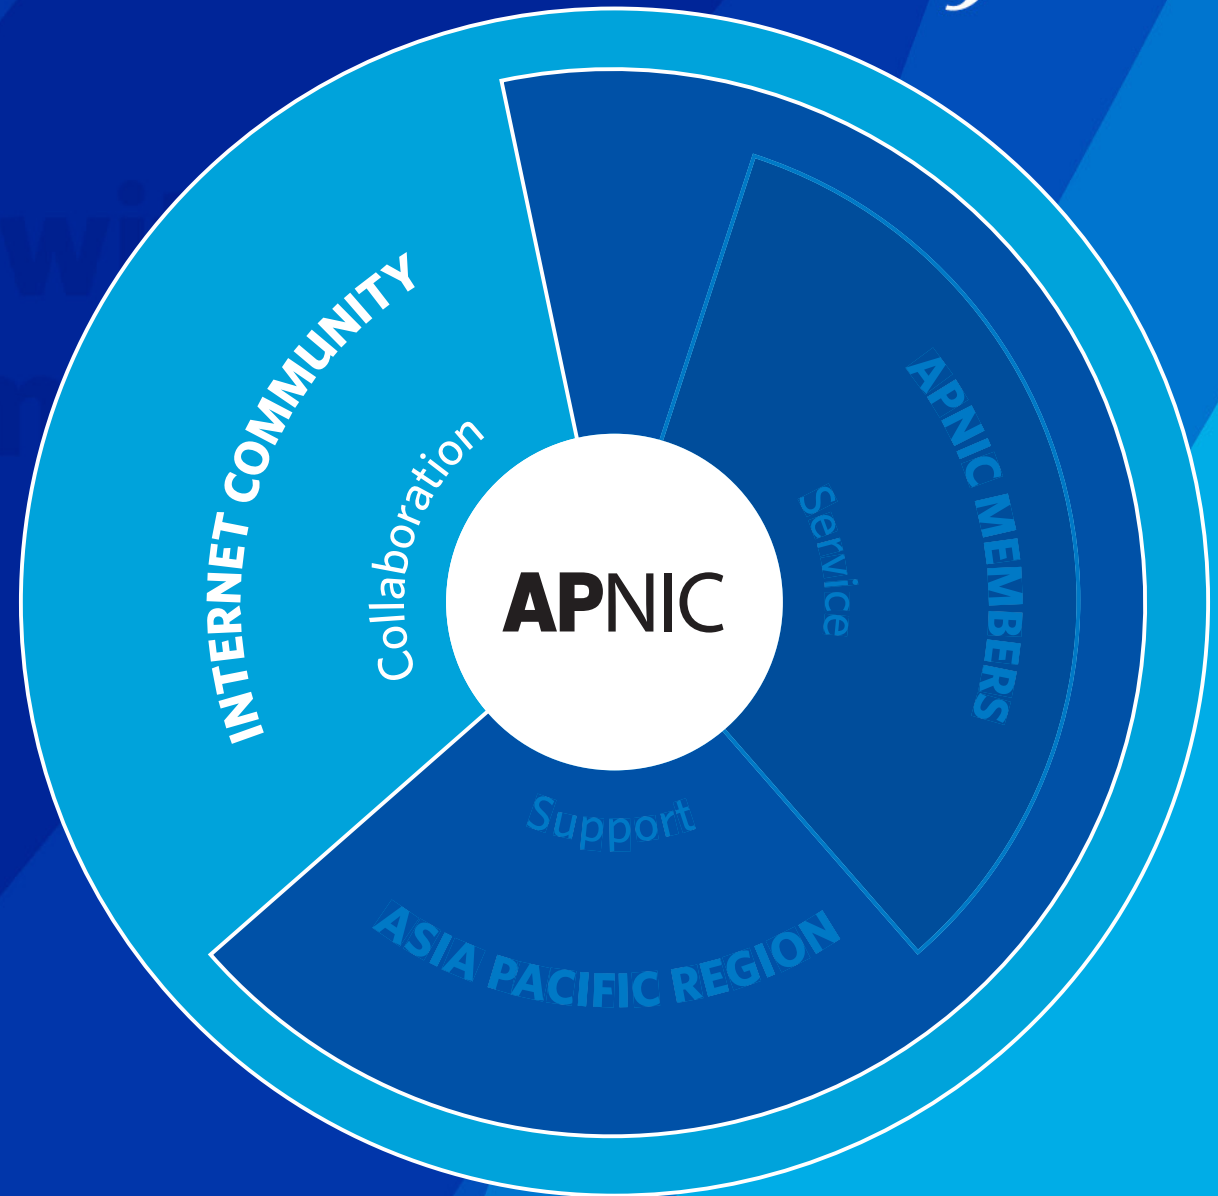 INTERNET COMMUNITY
Collaboration
APNIC
Service
APNIC MEMBERS
Support
ASIA PACIFIC REGION